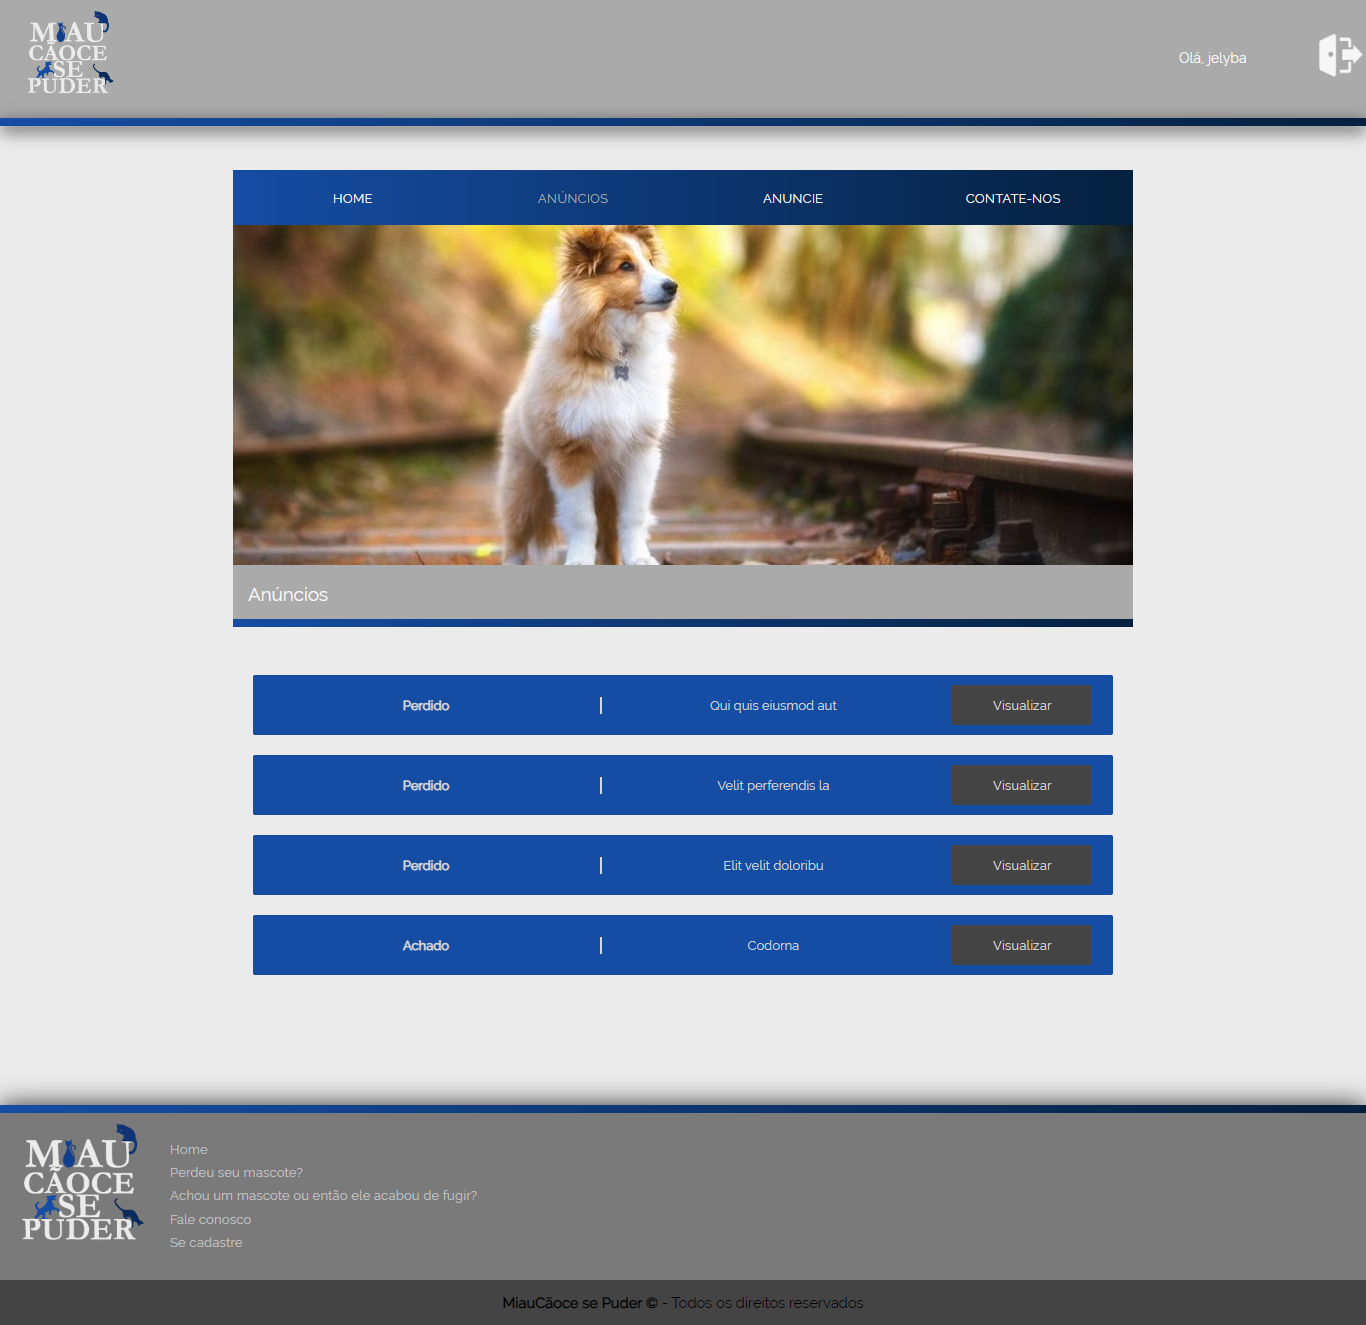 MIAU
CÃOCE
SE
PUDER
Olá, jelyba
HOME ANÚNCIOS ANUNCIE CONTATE-NOS
Anúncios
Perdido | Qui quis eiusmod aut Visualizar
Perdido | Velit perferendis la Visualizar
Perdido | Elit velit doloribu Visualizar
Achado | Codorna Visualizar
MIAU
CÃOCE
SE
PUDER
Home
Perdeu seu mascote?
Achou um mascote ou então ele acabou de fugir?
Fale conosco
Se cadastre
MiauCãoce se Puder © - Todos os direitos reservados